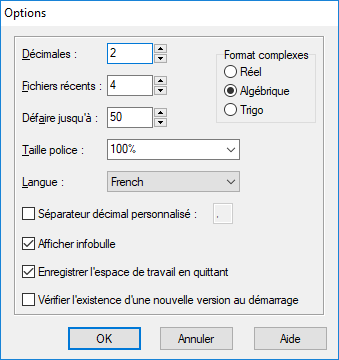 Options
Décimales :
2
Format complexes
Réel
Fichiers récents :
4
Algébrique
Trigo
Défaire jusqu'à :
50
Taille police :
100%
Langue :
French
Séparateur décimal personnalisé :
.
Afficher infobulle
Enregistrer l'espace de travail en quittant
Vérifier l'existence d'une nouvelle version au démarrage
OK
Annuler
Aide